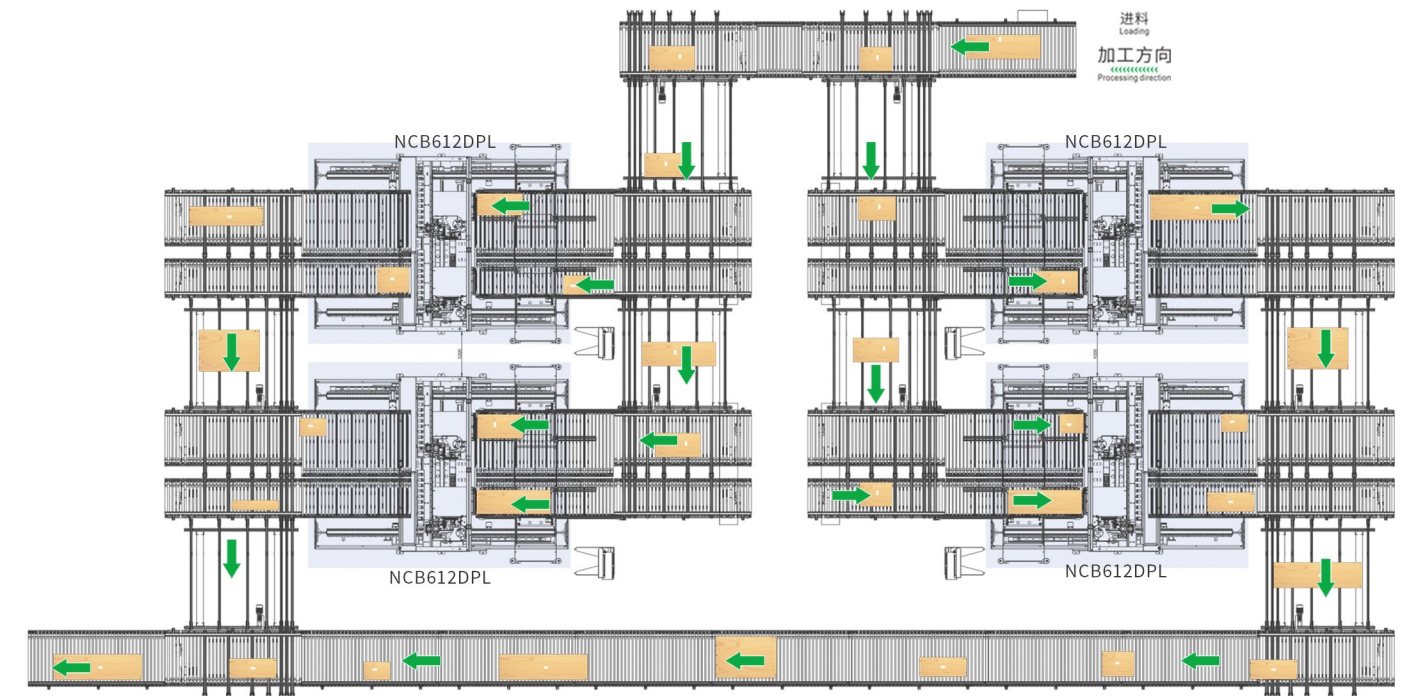 进料
Loading
加工方向
Processing direction
NCB612DPL
NCB612DPL
NCB612DPL
NCB612DPL